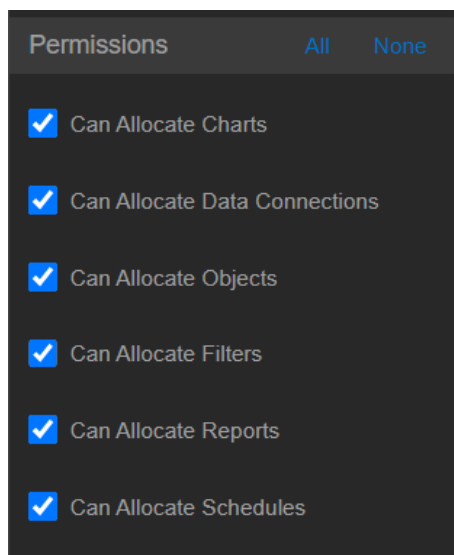 Permissions All None
Can Allocate Charts
Can Allocate Data Connections
Can Allocate Objects
Can Allocate Filters
Can Allocate Reports
Can Allocate Schedules